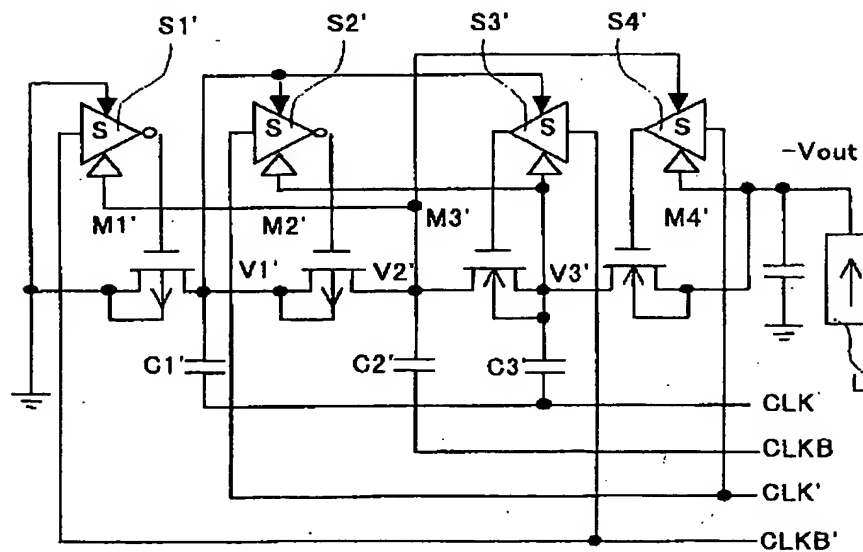 S1' S2' S3' S4'
S S S S
-Vout
M1' M2' M3' M4'
V1' V2' V3'
C1' C2' C3'
L
CLK
CLKB
CLK'
CLKB'